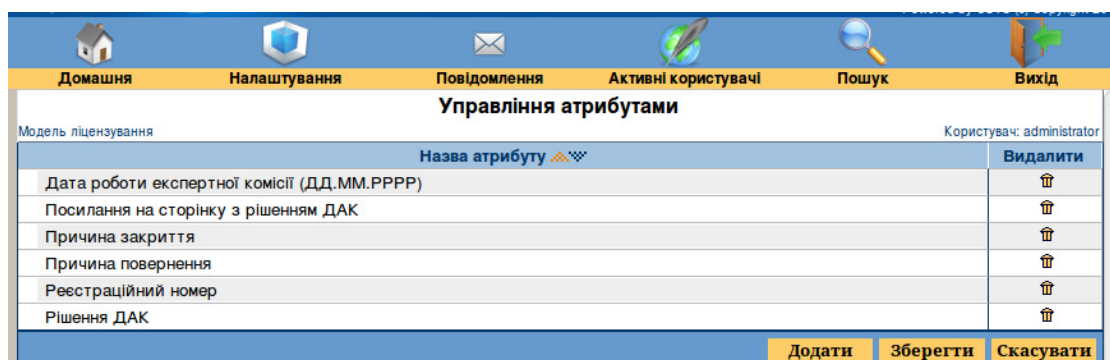 Домашня Налаштування Повідомлення Активні користувачі Пошук Вихід
Управління атрибутами
Модель ліцензування Користувач: administrator
Назва атрибуту Видалити
Дата роботи експертної комісії (ДД.ММ.РРРР)
Посилання на сторінку з рішенням ДАК
Причина закриття
Причина повернення
Реєстраційний номер
Рішення ДАК
Додати Зберегти Скасувати